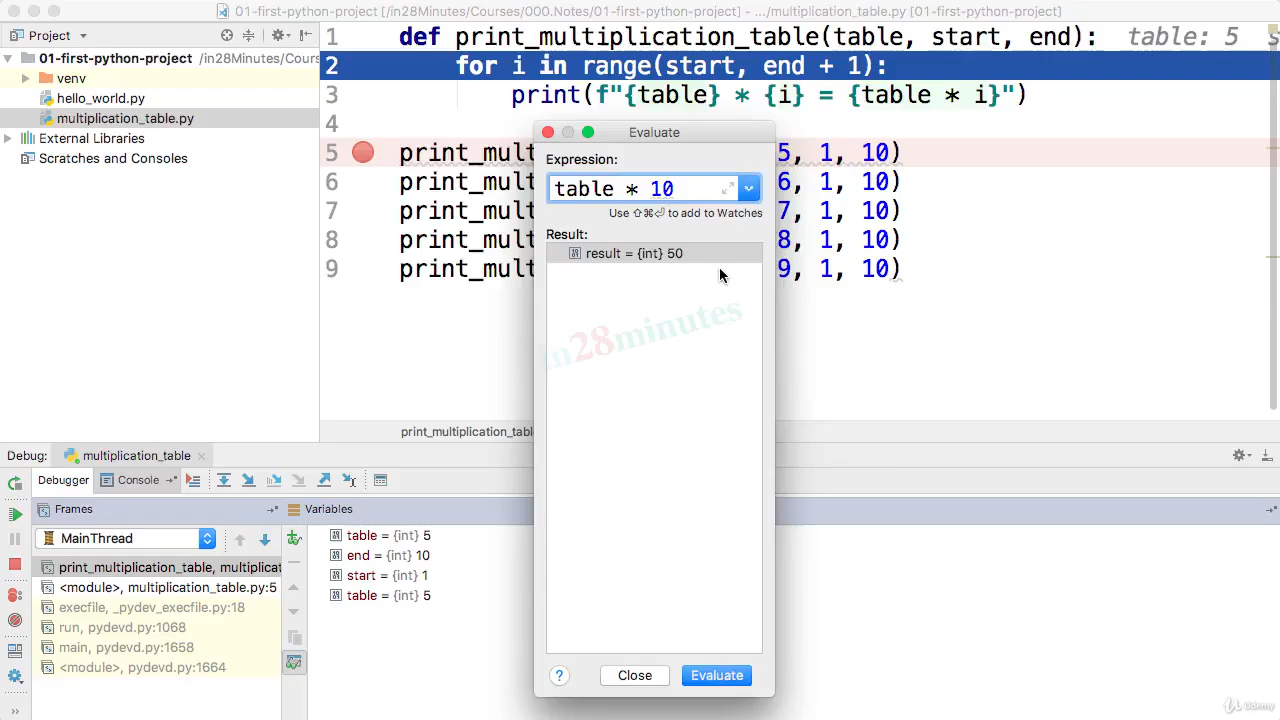 01-first-python-project [/in28Minutes/Courses/000.Notes/01-first-python-project] - .../multiplication_table.py [01-first-python-project]
Project
01-first-python-project /in28Minutes/Cours
venv
hello_world.py
multiplication_table.py
External Libraries
Scratches and Consoles
1 def print_multiplication_table(table, start, end): table: 5 s
2 for i in range(start, end + 1):
3 print(f"{table} * {i} = {table * i}")
4
5 print_mult 5, 1, 10)
6 print_mult 6, 1, 10)
7 print_mult 7, 1, 10)
8 print_mult 8, 1, 10)
9 print_mult 9, 1, 10)
print_multiplication_tabl
Evaluate
Expression:
table * 10
Use ⇧⌘⏎ to add to Watches
Result:
result = {int} 50
in28minutes
? Close Evaluate
Debug: multiplication_table
Debugger Console
Frames
MainThread
print_multiplication_table, multiplicat
<module>, multiplication_table.py:5
execfile, _pydev_execfile.py:18
run, pydevd.py:1068
main, pydevd.py:1658
<module>, pydevd.py:1664
Variables
table = {int} 5
end = {int} 10
start = {int} 1
table = {int} 5
Udemy